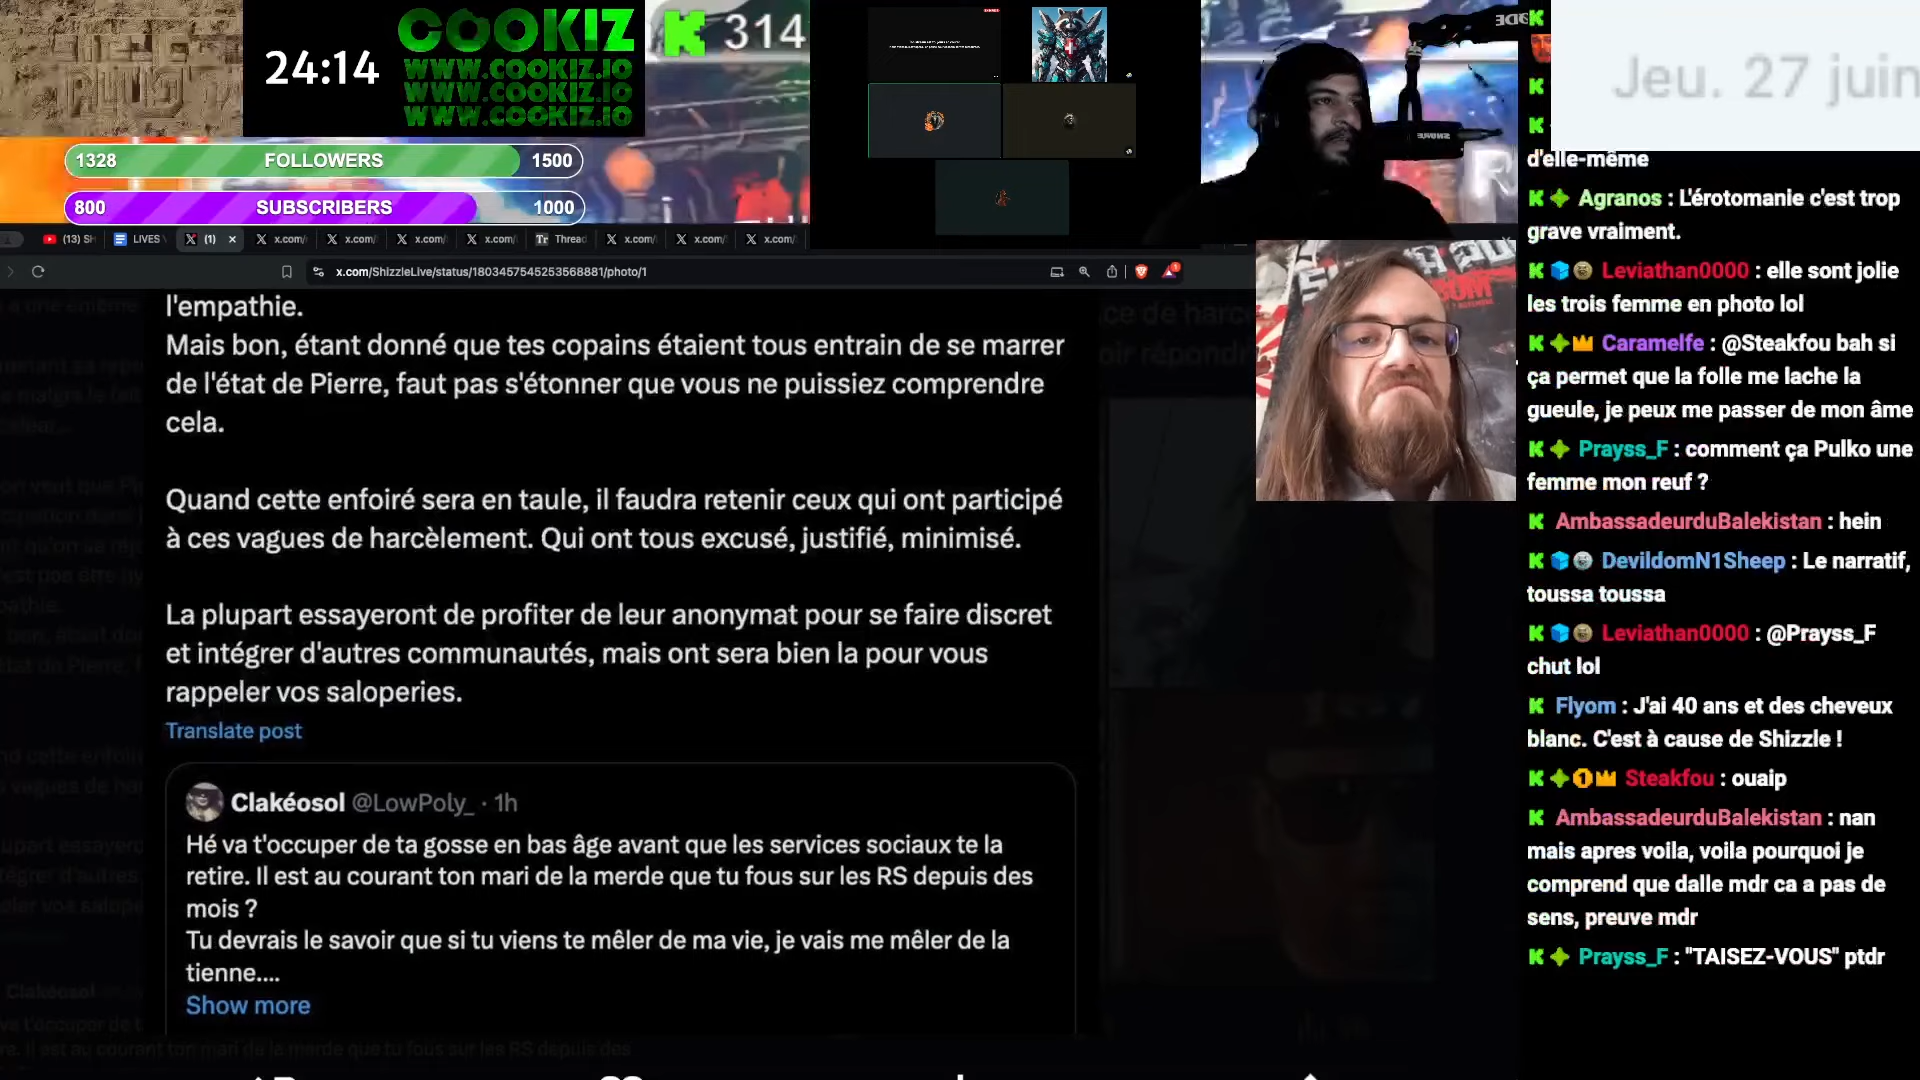 24:14
COOKIZ
WWW.COOKIZ.IO
WWW.COOKIZ.IO
WWW.COOKIZ.IO
314
1328 FOLLOWERS 1500
800 SUBSCRIBERS 1000
Jeu. 27 juin
(13) SH
LIVES
(1)
x.com/
x.com/
x.com/
x.com/
Thread
x.com/
x.com/
x.com/
x.com/ShizzleLive/status/1803457545253568881/photo/1
l'empathie.
Mais bon, étant donné que tes copains étaient tous entrain de se marrer
de l'état de Pierre, faut pas s'étonner que vous ne puissiez comprendre
cela.
Quand cette enfoiré sera en taule, il faudra retenir ceux qui ont participé
à ces vagues de harcèlement. Qui ont tous excusé, justifié, minimisé.
La plupart essayeront de profiter de leur anonymat pour se faire discret
et intégrer d'autres communautés, mais ont sera bien la pour vous
rappeler vos saloperies.
Translate post
Clakéosol @LowPoly_ · 1h
Hé va t'occuper de ta gosse en bas âge avant que les services sociaux te la
retire. Il est au courant ton mari de la merde que tu fous sur les RS depuis des
mois ?
Tu devrais le savoir que si tu viens te mêler de ma vie, je vais me mêler de la
tienne....
Show more
d'elle-même
Agranos : L'érotomanie c'est trop
grave vraiment.
Leviathan0000 : elle sont jolie
les trois femme en photo lol
Caramelfe : @Steakfou bah si
ça permet que la folle me lache la
gueule, je peux me passer de mon âme
Prayss_F : comment ça Pulko une
femme mon reuf ?
AmbassadeurduBalekistan : hein
DevildomN1Sheep : Le narratif,
toussa toussa
Leviathan0000 : @Prayss_F
chut lol
Flyom : J'ai 40 ans et des cheveux
blanc. C'est à cause de Shizzle !
Steakfou : ouaip
AmbassadeurduBalekistan : nan
mais apres voila, voila pourquoi je
comprend que dalle mdr ca a pas de
sens, preuve mdr
Prayss_F : "TAISEZ-VOUS" ptdr